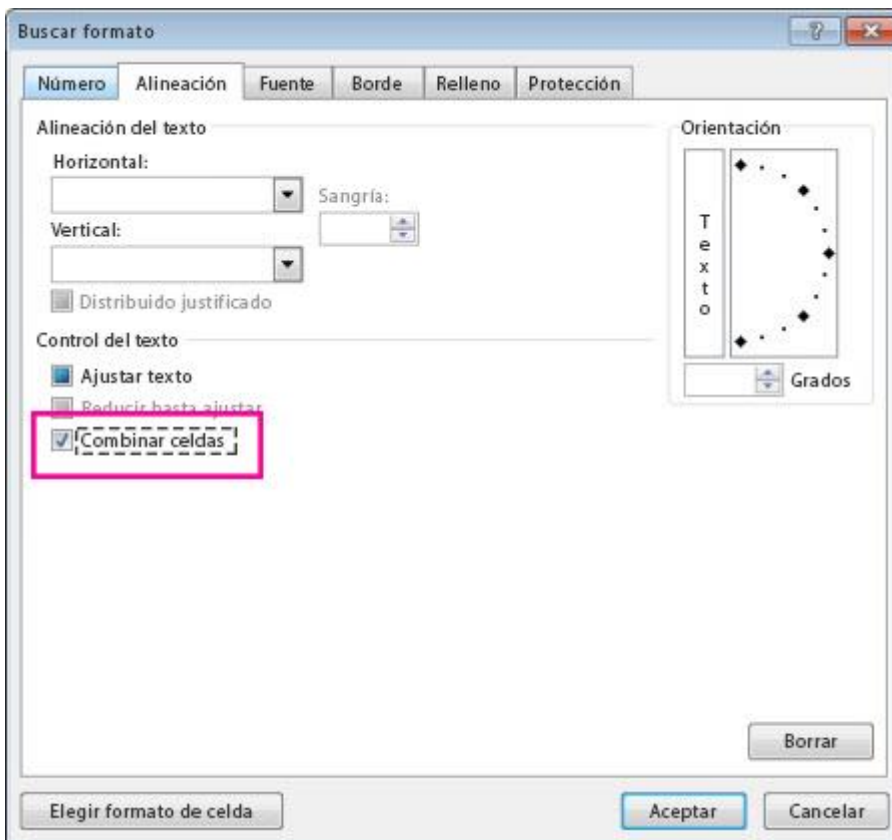 Buscar formato
Número Alineación Fuente Borde Relleno Protección
Alineación del texto
Horizontal:
Sangría:
Vertical:
Distribuido justificado
Control del texto
Ajustar texto
Reducir hasta ajustar
Combinar celdas
Orientación
Texto
Grados
Borrar
Elegir formato de celda Aceptar Cancelar